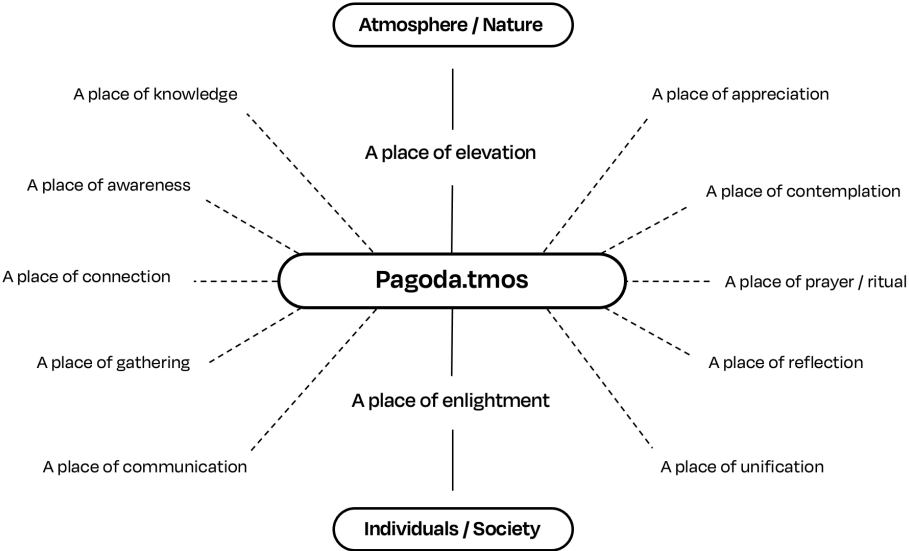 Atmosphere / Nature
A place of knowledge
A place of appreciation
A place of elevation
A place of awareness
A place of contemplation
A place of connection
Pagoda.tmos
A place of prayer / ritual
A place of gathering
A place of reflection
A place of enlightment
A place of communication
A place of unification
Individuals / Society